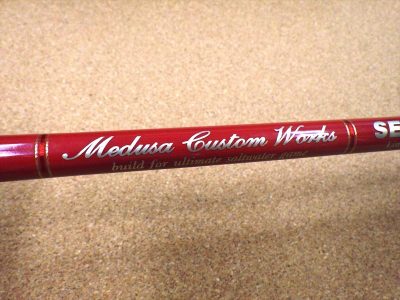 Medusa Custom Works
build for ultimate saltwater game
SE